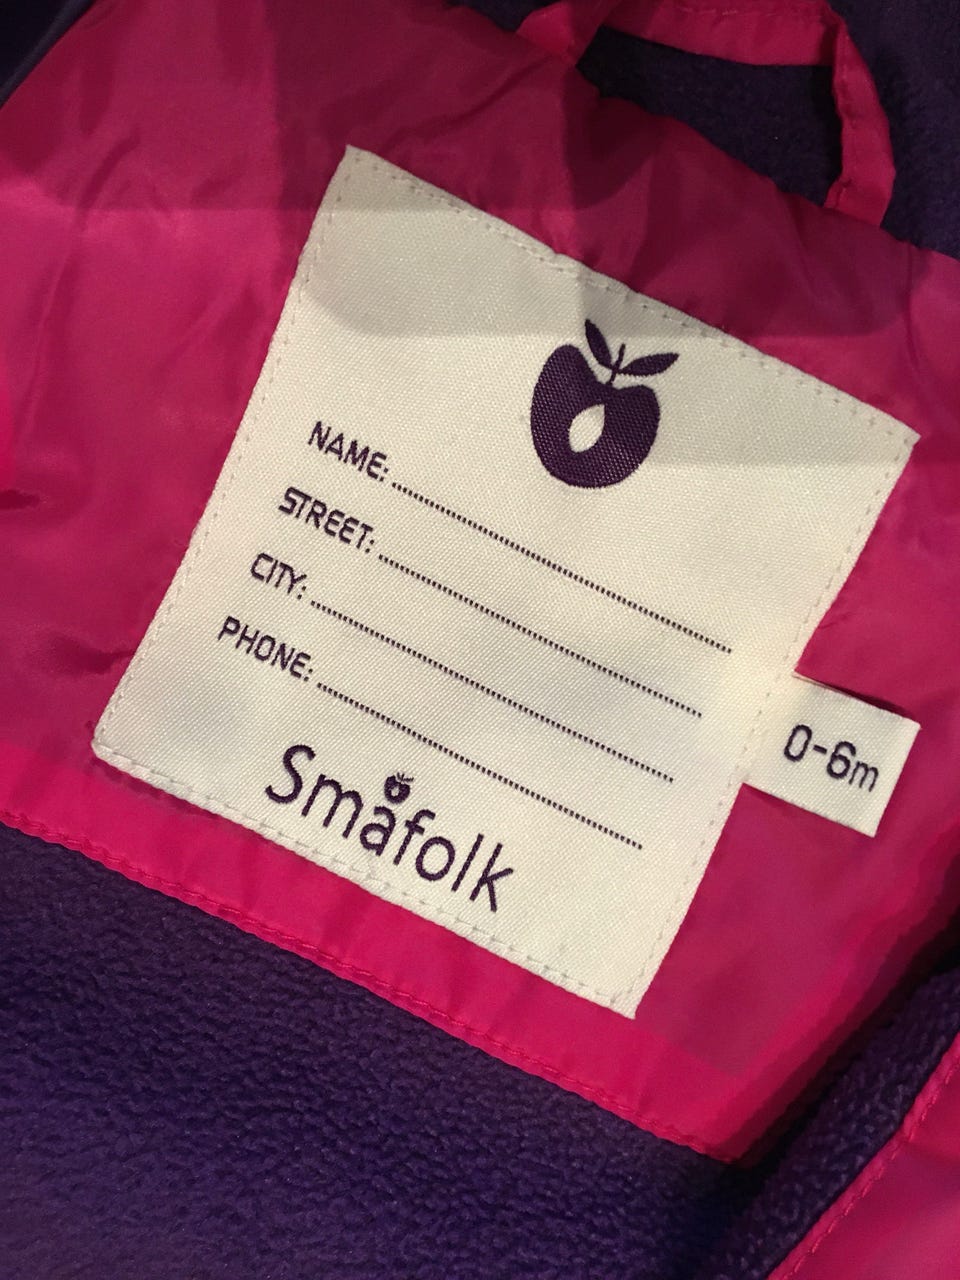 NAME:
STREET:
CITY:
PHONE:
0-6m
Småfolk